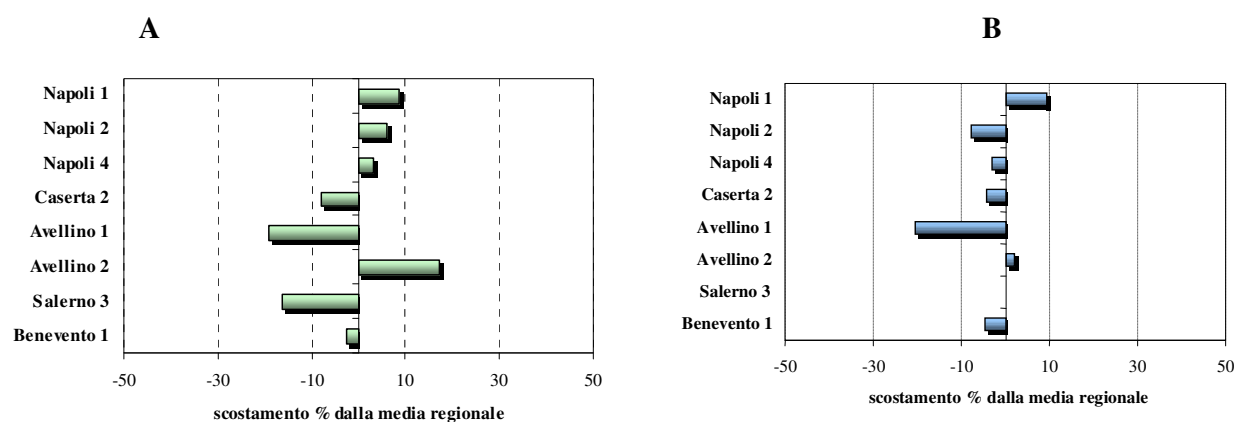 A
Napoli 1
Napoli 2
Napoli 4
Caserta 2
Avellino 1
Avellino 2
Salerno 3
Benevento 1
-50 -30 -10 10 30 50
scostamento % dalla media regionale
B
Napoli 1
Napoli 2
Napoli 4
Caserta 2
Avellino 1
Avellino 2
Salerno 3
Benevento 1
-50 -30 -10 10 30 50
scostamento % dalla media regionale